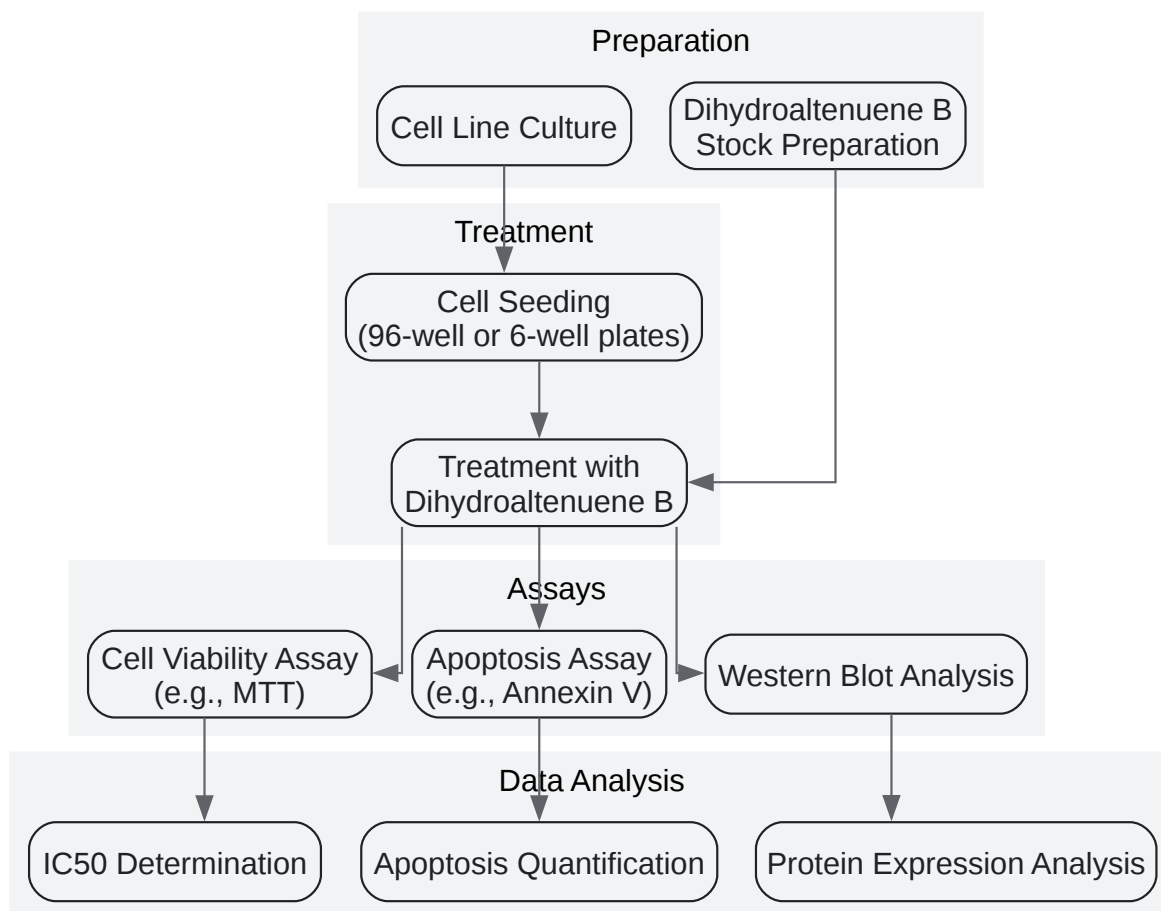 Preparation
Cell Line Culture
Dihydroaltenuene B
Stock Preparation
Treatment
Cell Seeding
(96-well or 6-well plates)
Treatment with
Dihydroaltenuene B
Assays
Cell Viability Assay
(e.g., MTT)
Apoptosis Assay
(e.g., Annexin V)
Western Blot Analysis
Data Analysis
IC50 Determination
Apoptosis Quantification
Protein Expression Analysis